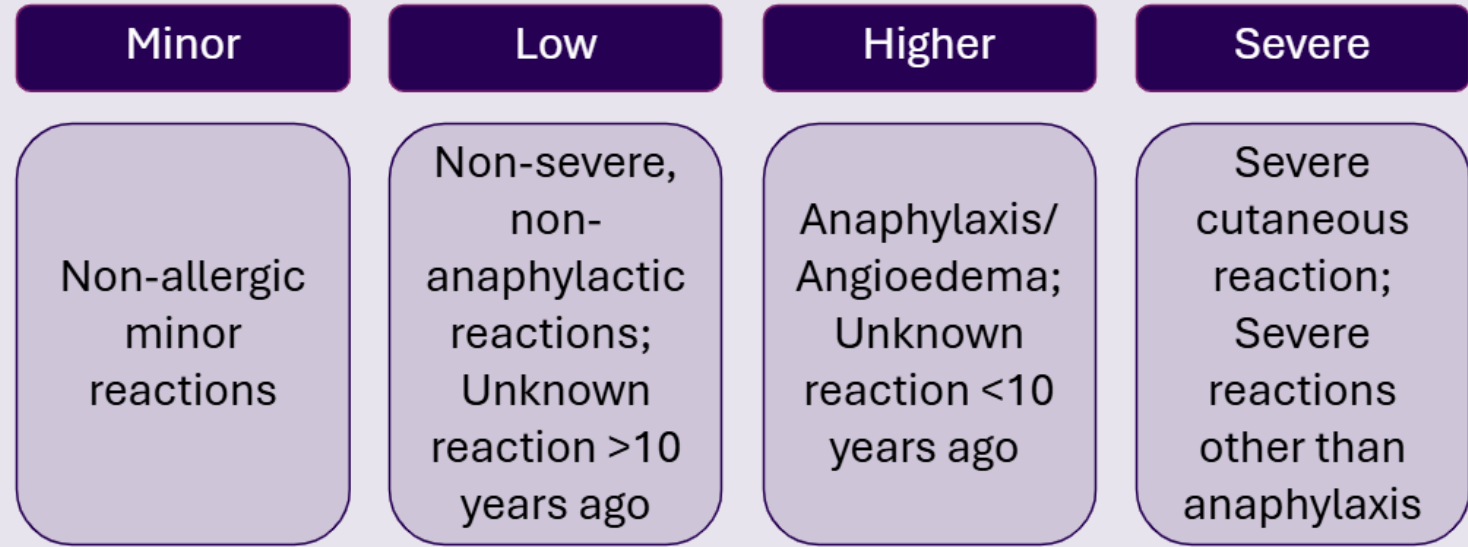 Minor
Low
Higher
Severe
Non-allergic
minor
reactions
Non-severe,
non-
anaphylactic
reactions;
Unknown
reaction >10
years ago
Anaphylaxis/
Angioedema;
Unknown
reaction <10
years ago
Severe
cutaneous
reaction;
Severe
reactions
other than
anaphylaxis